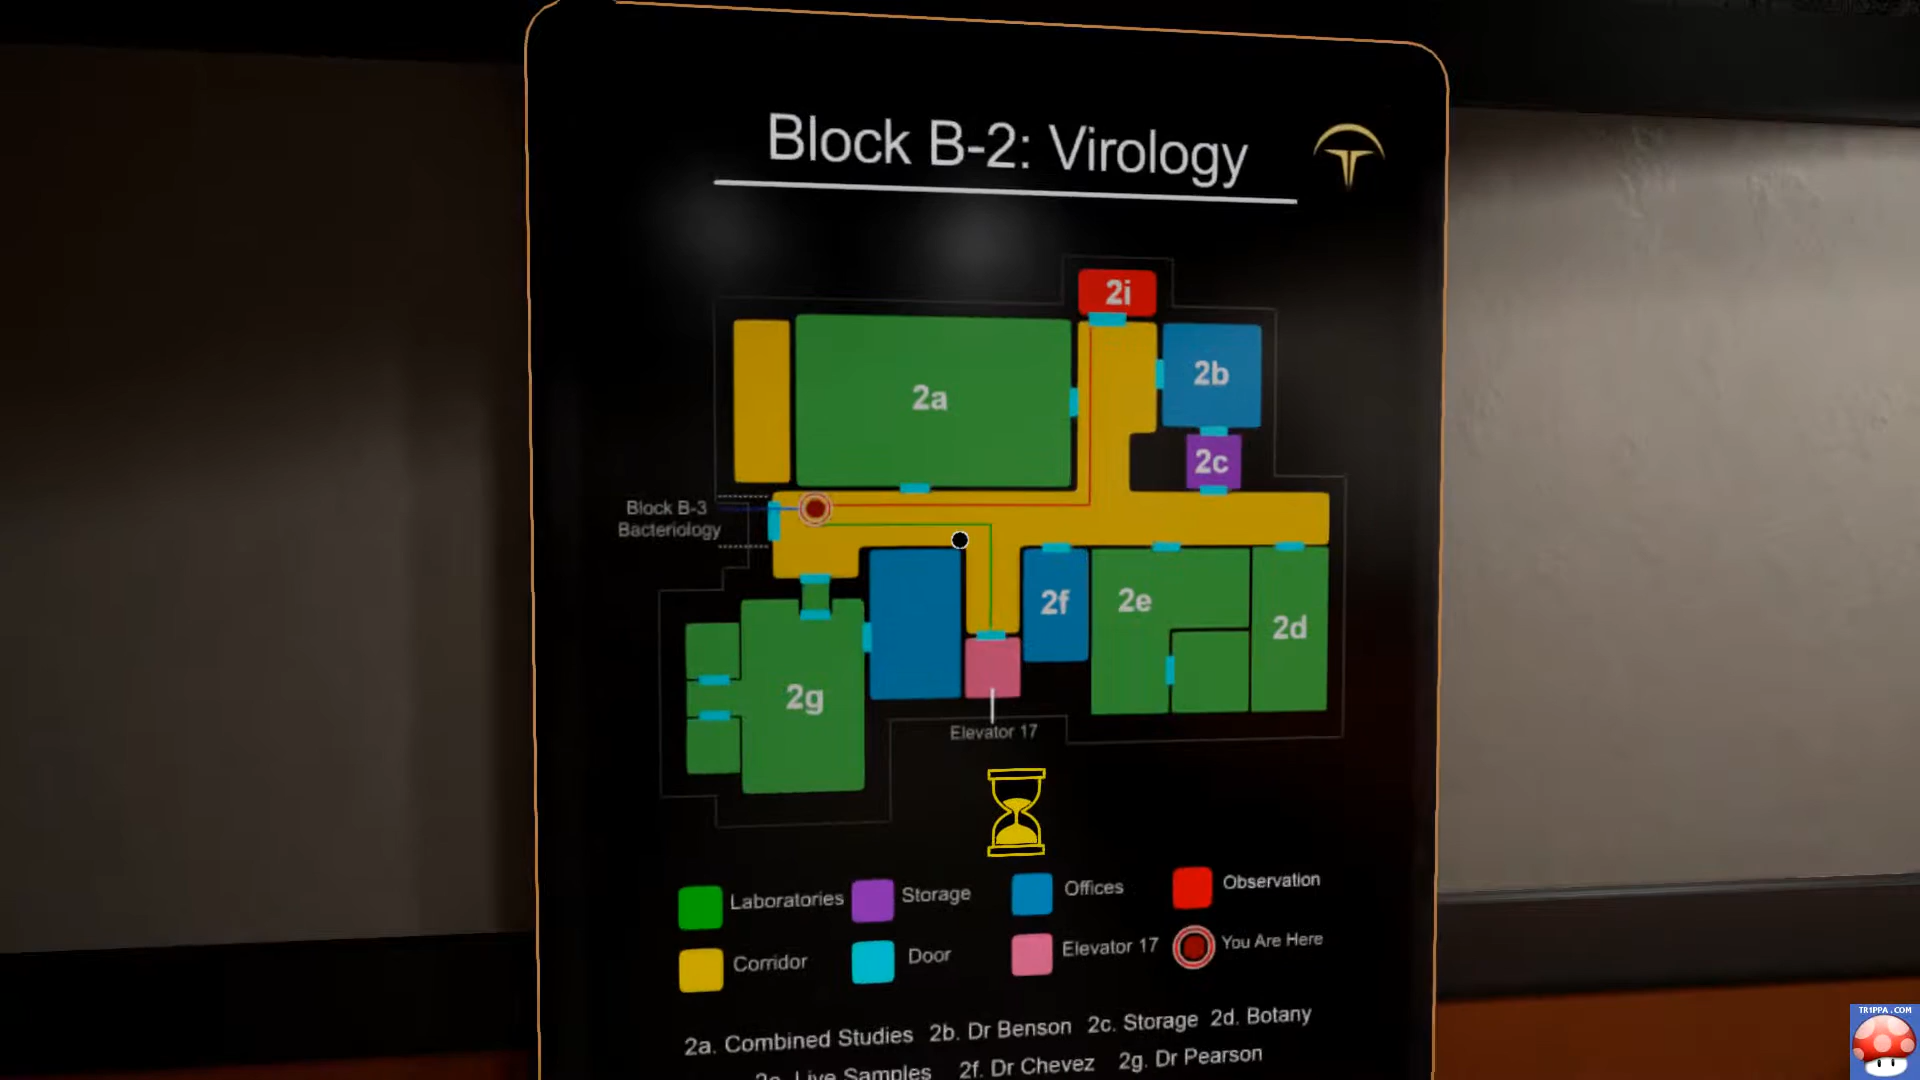 Block B-2: Virology
2i
2b
2a
2c
Block B-3
Bacteriology
2f
2e
2d
2g
Elevator 17
Laboratories
Storage
Offices
Observation
Corridor
Door
Elevator 17
You Are Here
2a. Combined Studies 2b. Dr Benson 2c. Storage 2d. Botany
2e. Live Samples 2f. Dr Chevez 2g. Dr Pearson
TR1PPA.COM